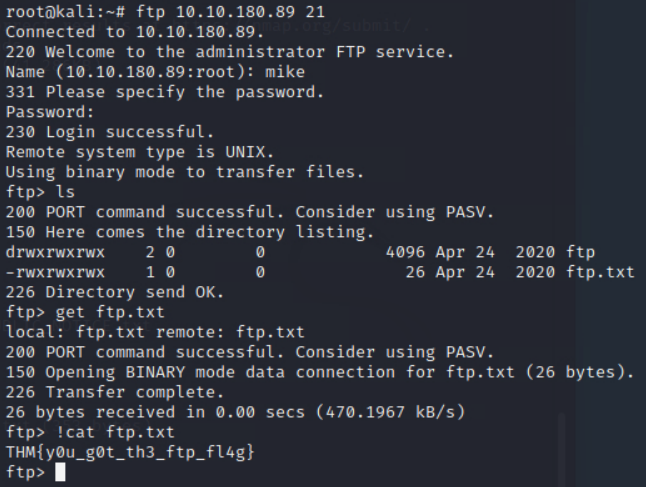 root@kali:~# ftp 10.10.180.89 21
Connected to 10.10.180.89.
220 Welcome to the administrator FTP service.
Name (10.10.180.89:root): mike
331 Please specify the password.
Password:
230 Login successful.
Remote system type is UNIX.
Using binary mode to transfer files.
ftp> ls
200 PORT command successful. Consider using PASV.
150 Here comes the directory listing.
drwxrwxrwx    2 0        0            4096 Apr 24  2020 ftp
-rwxrwxrwx    1 0        0              26 Apr 24  2020 ftp.txt
226 Directory send OK.
ftp> get ftp.txt
local: ftp.txt remote: ftp.txt
200 PORT command successful. Consider using PASV.
150 Opening BINARY mode data connection for ftp.txt (26 bytes).
226 Transfer complete.
26 bytes received in 0.00 secs (470.1967 kB/s)
ftp> !cat ftp.txt
THM{y0u_g0t_th3_ftp_fl4g}
ftp>